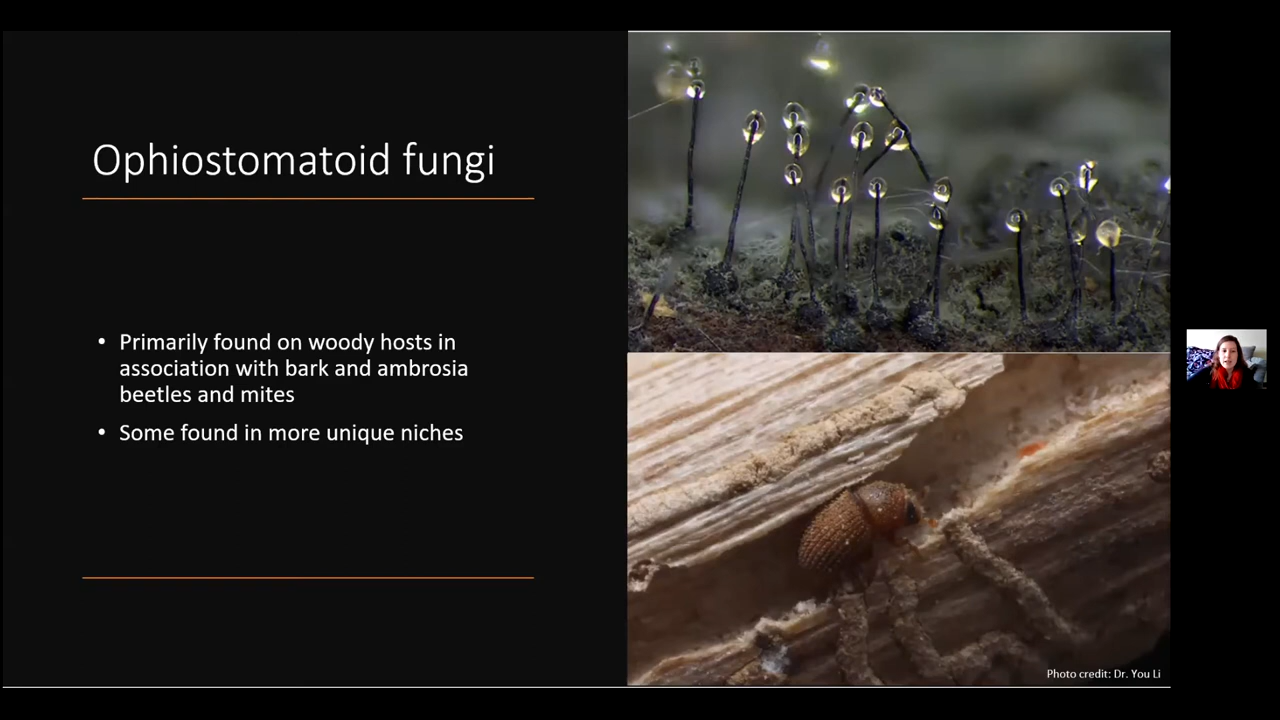 Ophiostomatoid fungi
• Primarily found on woody hosts in
association with bark and ambrosia
beetles and mites
• Some found in more unique niches
Photo credit: Dr. You Li